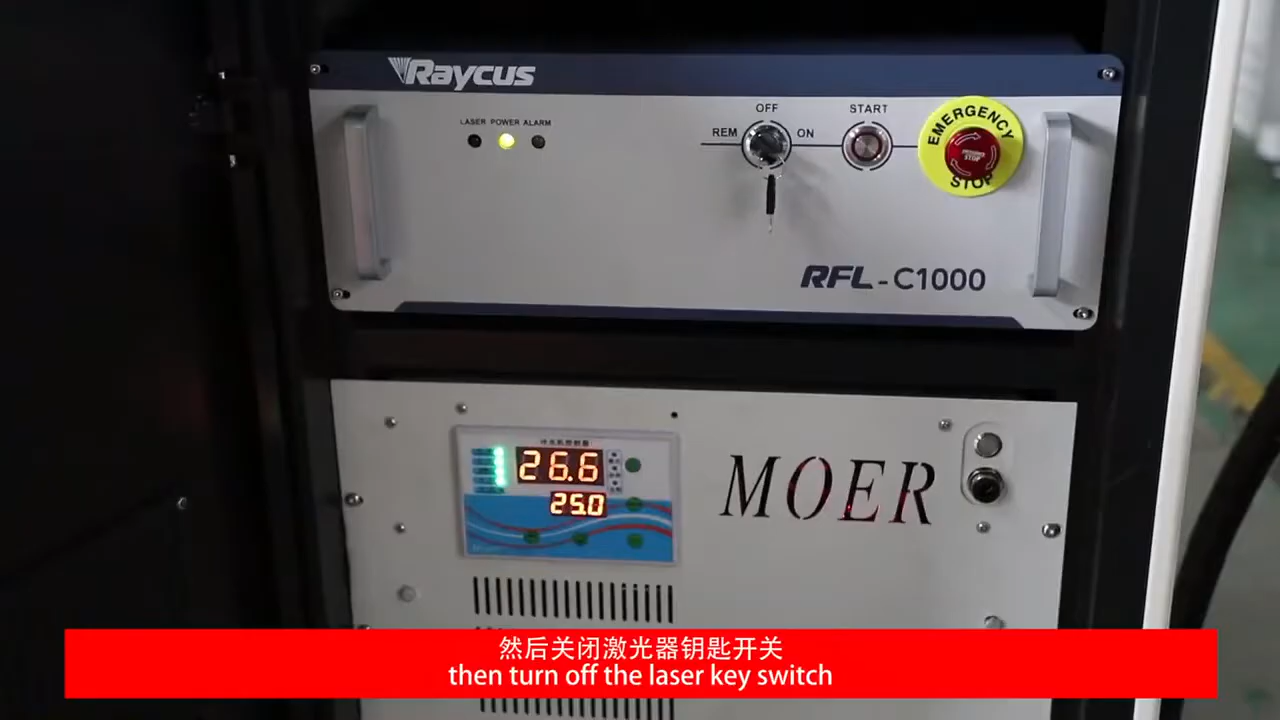 Raycus
LASER POWER ALARM
OFF
REM
ON
START
EMERGENCY
STOP
RFL-C1000
26.6
25.0
MOER
然后关闭激光器钥匙开关
then turn off the laser key switch